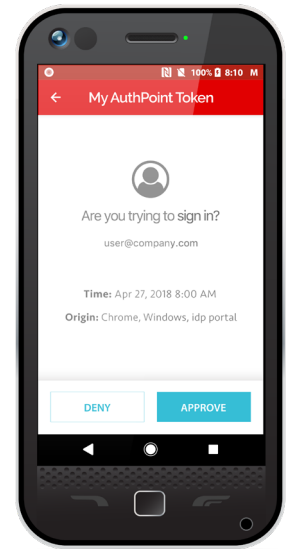 100% 8:10 M
My AuthPoint Token
Are you trying to sign in?
user@company.com
Time: Apr 27, 2018 8:00 AM
Origin: Chrome, Windows, idp portal
DENY
APPROVE